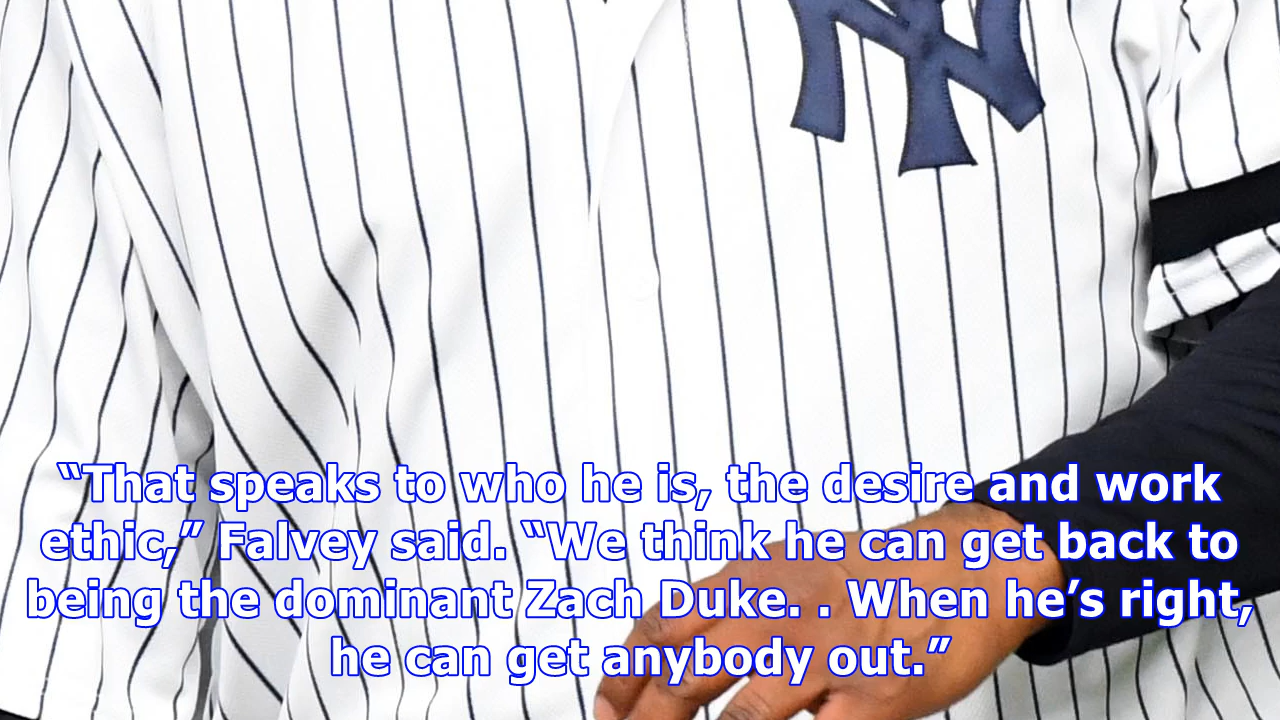 NY
“That speaks to who he is, the desire and work
ethic,” Falvey said. “We think he can get back to
being the dominant Zach Duke. . When he’s right,
he can get anybody out.”